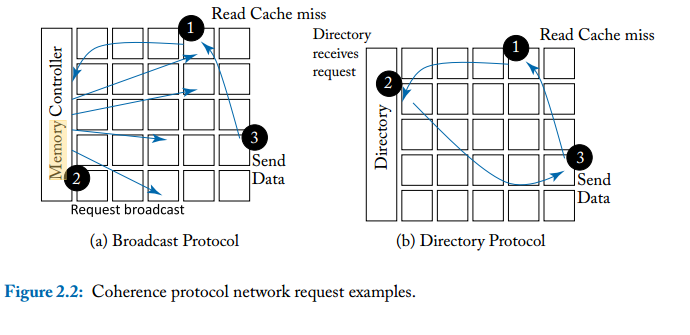 1
Read Cache miss
Memory Controller
2
3
Send
Data
Request broadcast
(a) Broadcast Protocol
Directory
receives
request
1
Read Cache miss
2
Directory
3
Send
Data
(b) Directory Protocol
Figure 2.2: Coherence protocol network request examples.